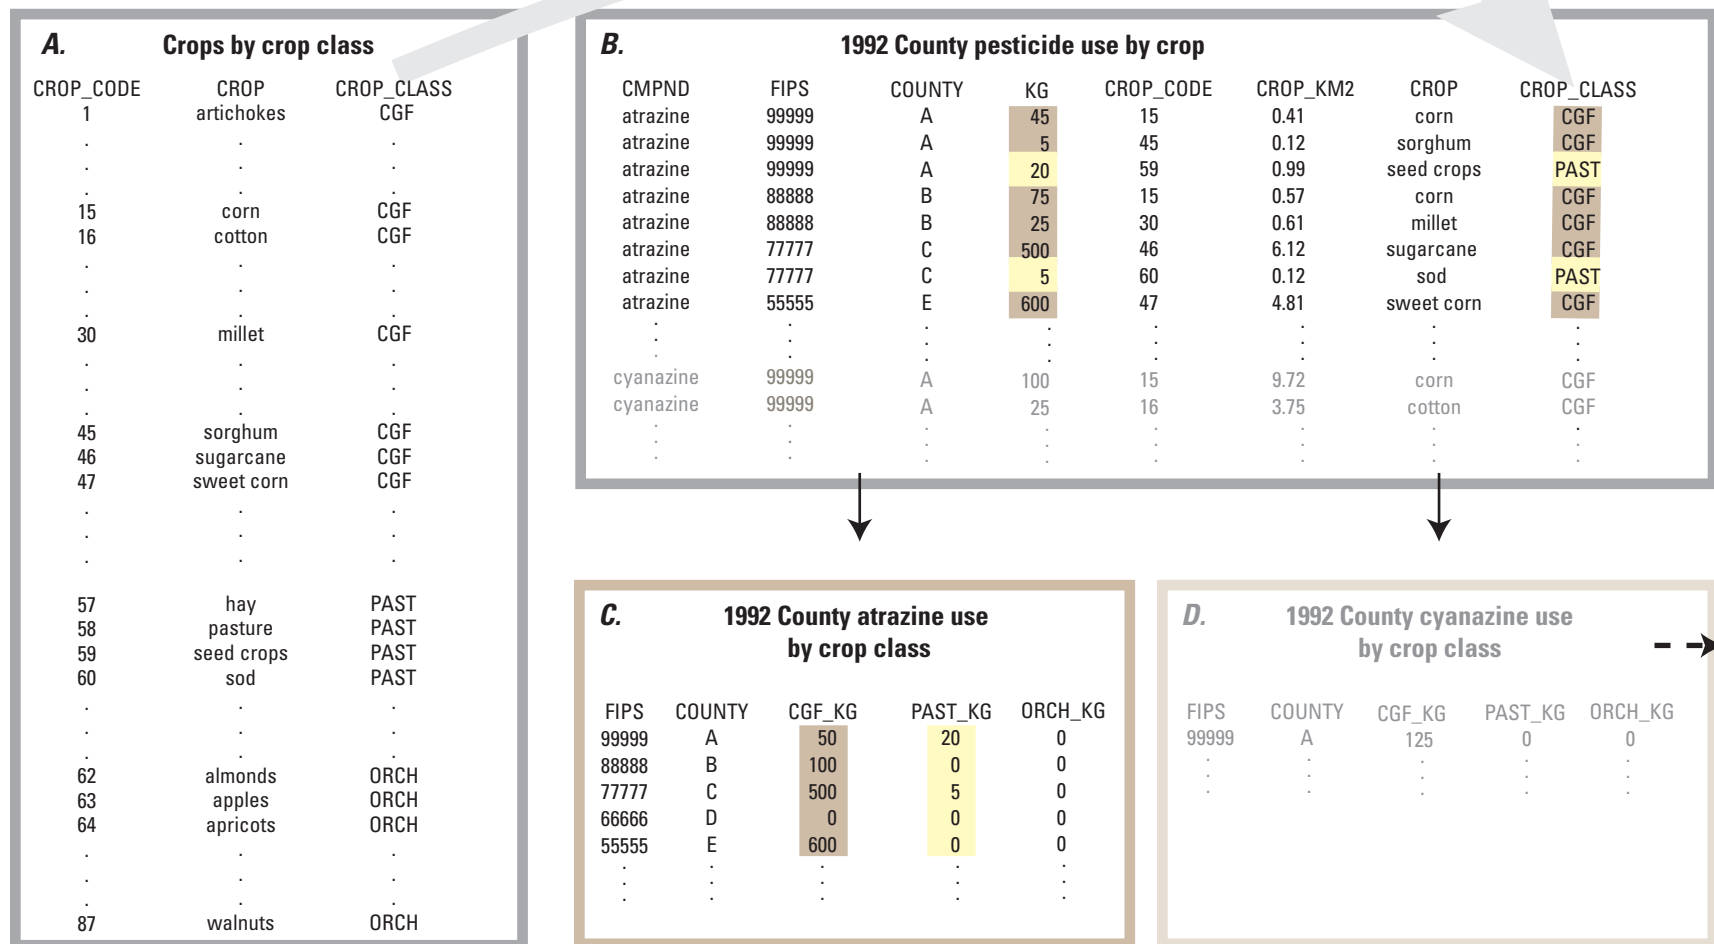 A. Crops by crop class
CROP_CODE CROP CROP_CLASS
1 artichokes CGF
. . .
. . .
. . .
15 corn CGF
16 cotton CGF
. . .
. . .
. . .
30 millet CGF
. . .
. . .
. . .
45 sorghum CGF
46 sugarcane CGF
47 sweet corn CGF
. . .
. . .
. . .
57 hay PAST
58 pasture PAST
59 seed crops PAST
60 sod PAST
. . .
. . .
. . .
62 almonds ORCH
63 apples ORCH
64 apricots ORCH
. . .
. . .
. . .
87 walnuts ORCH
B. 1992 County pesticide use by crop
CMPND FIPS COUNTY KG CROP_CODE CROP_KM2 CROP CROP_CLASS
atrazine 99999 A 45 15 0.41 corn CGF
atrazine 99999 A 5 45 0.12 sorghum CGF
atrazine 99999 A 20 59 0.99 seed crops PAST
atrazine 88888 B 75 15 0.57 corn CGF
atrazine 88888 B 25 30 0.61 millet CGF
atrazine 77777 C 500 46 6.12 sugarcane CGF
atrazine 77777 C 5 60 0.12 sod PAST
atrazine 55555 E 600 47 4.81 sweet corn CGF
. . . . . . . .
. . . . . . . .
. . . . . . . .
cyanazine 99999 A 100 15 9.72 corn CGF
cyanazine 99999 A 25 16 3.75 cotton CGF
. . . . . . . .
. . . . . . . .
. . . . . . . .
C. 1992 County atrazine use
by crop class
FIPS COUNTY CGF_KG PAST_KG ORCH_KG
99999 A 50 20 0
88888 B 100 0 0
77777 C 500 5 0
66666 D 0 0 0
55555 E 600 0 0
. . . . .
. . . . .
. . . . .
D. 1992 County cyanazine use
by crop class
FIPS COUNTY CGF_KG PAST_KG ORCH_KG
99999 A 125 0 0
. . . . .
. . . . .
. . . . .